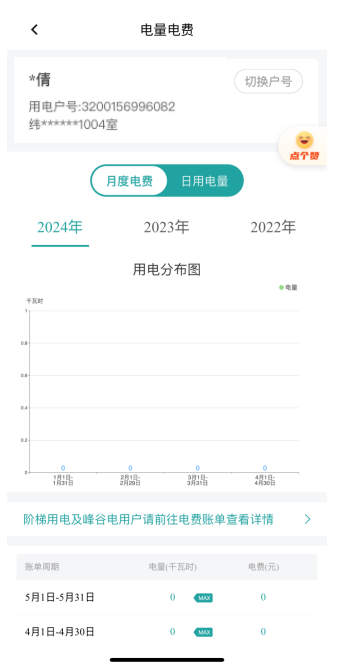 电量电费
*倩
切换户号
用电户号:3200156996082
纬******1004室
点个赞
月度电费
日用电量
2024年
2023年
2022年
用电分布图
电量
千瓦时
1
0.8
0.6
0.4
0.2
0
0
0
0
0
1月1日-
1月31日
2月1日-
2月29日
3月1日-
3月31日
4月1日-
4月30日
阶梯用电及峰谷电用户请前往电费账单查看详情
账单周期
电量(千瓦时)
电费(元)
5月1日-5月31日
0
MAX
0
4月1日-4月30日
0
MAX
0